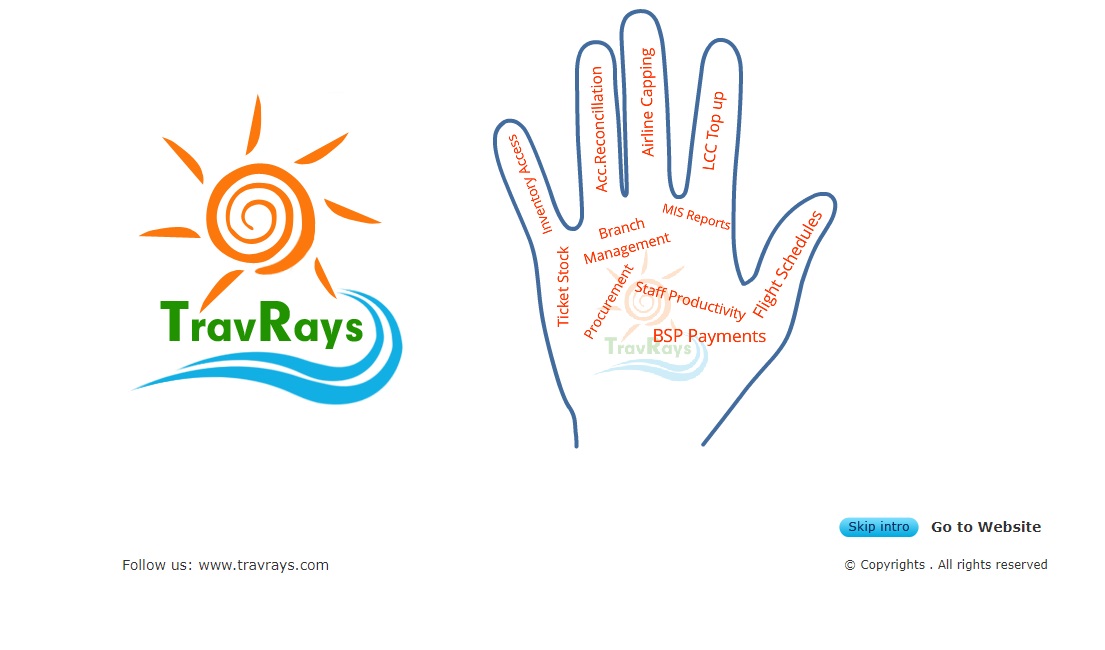 TravRays
Inventory Access
Acc.Reconcillation
Airline Capping
LCC Top up
Flight Schedules
MIS Reports
Branch
Management
Ticket Stock
Procurement
Staff Productivity
BSP Payments
TravRays
Skip intro
Go to Website
Follow us: www.travrays.com
© Copyrights . All rights reserved